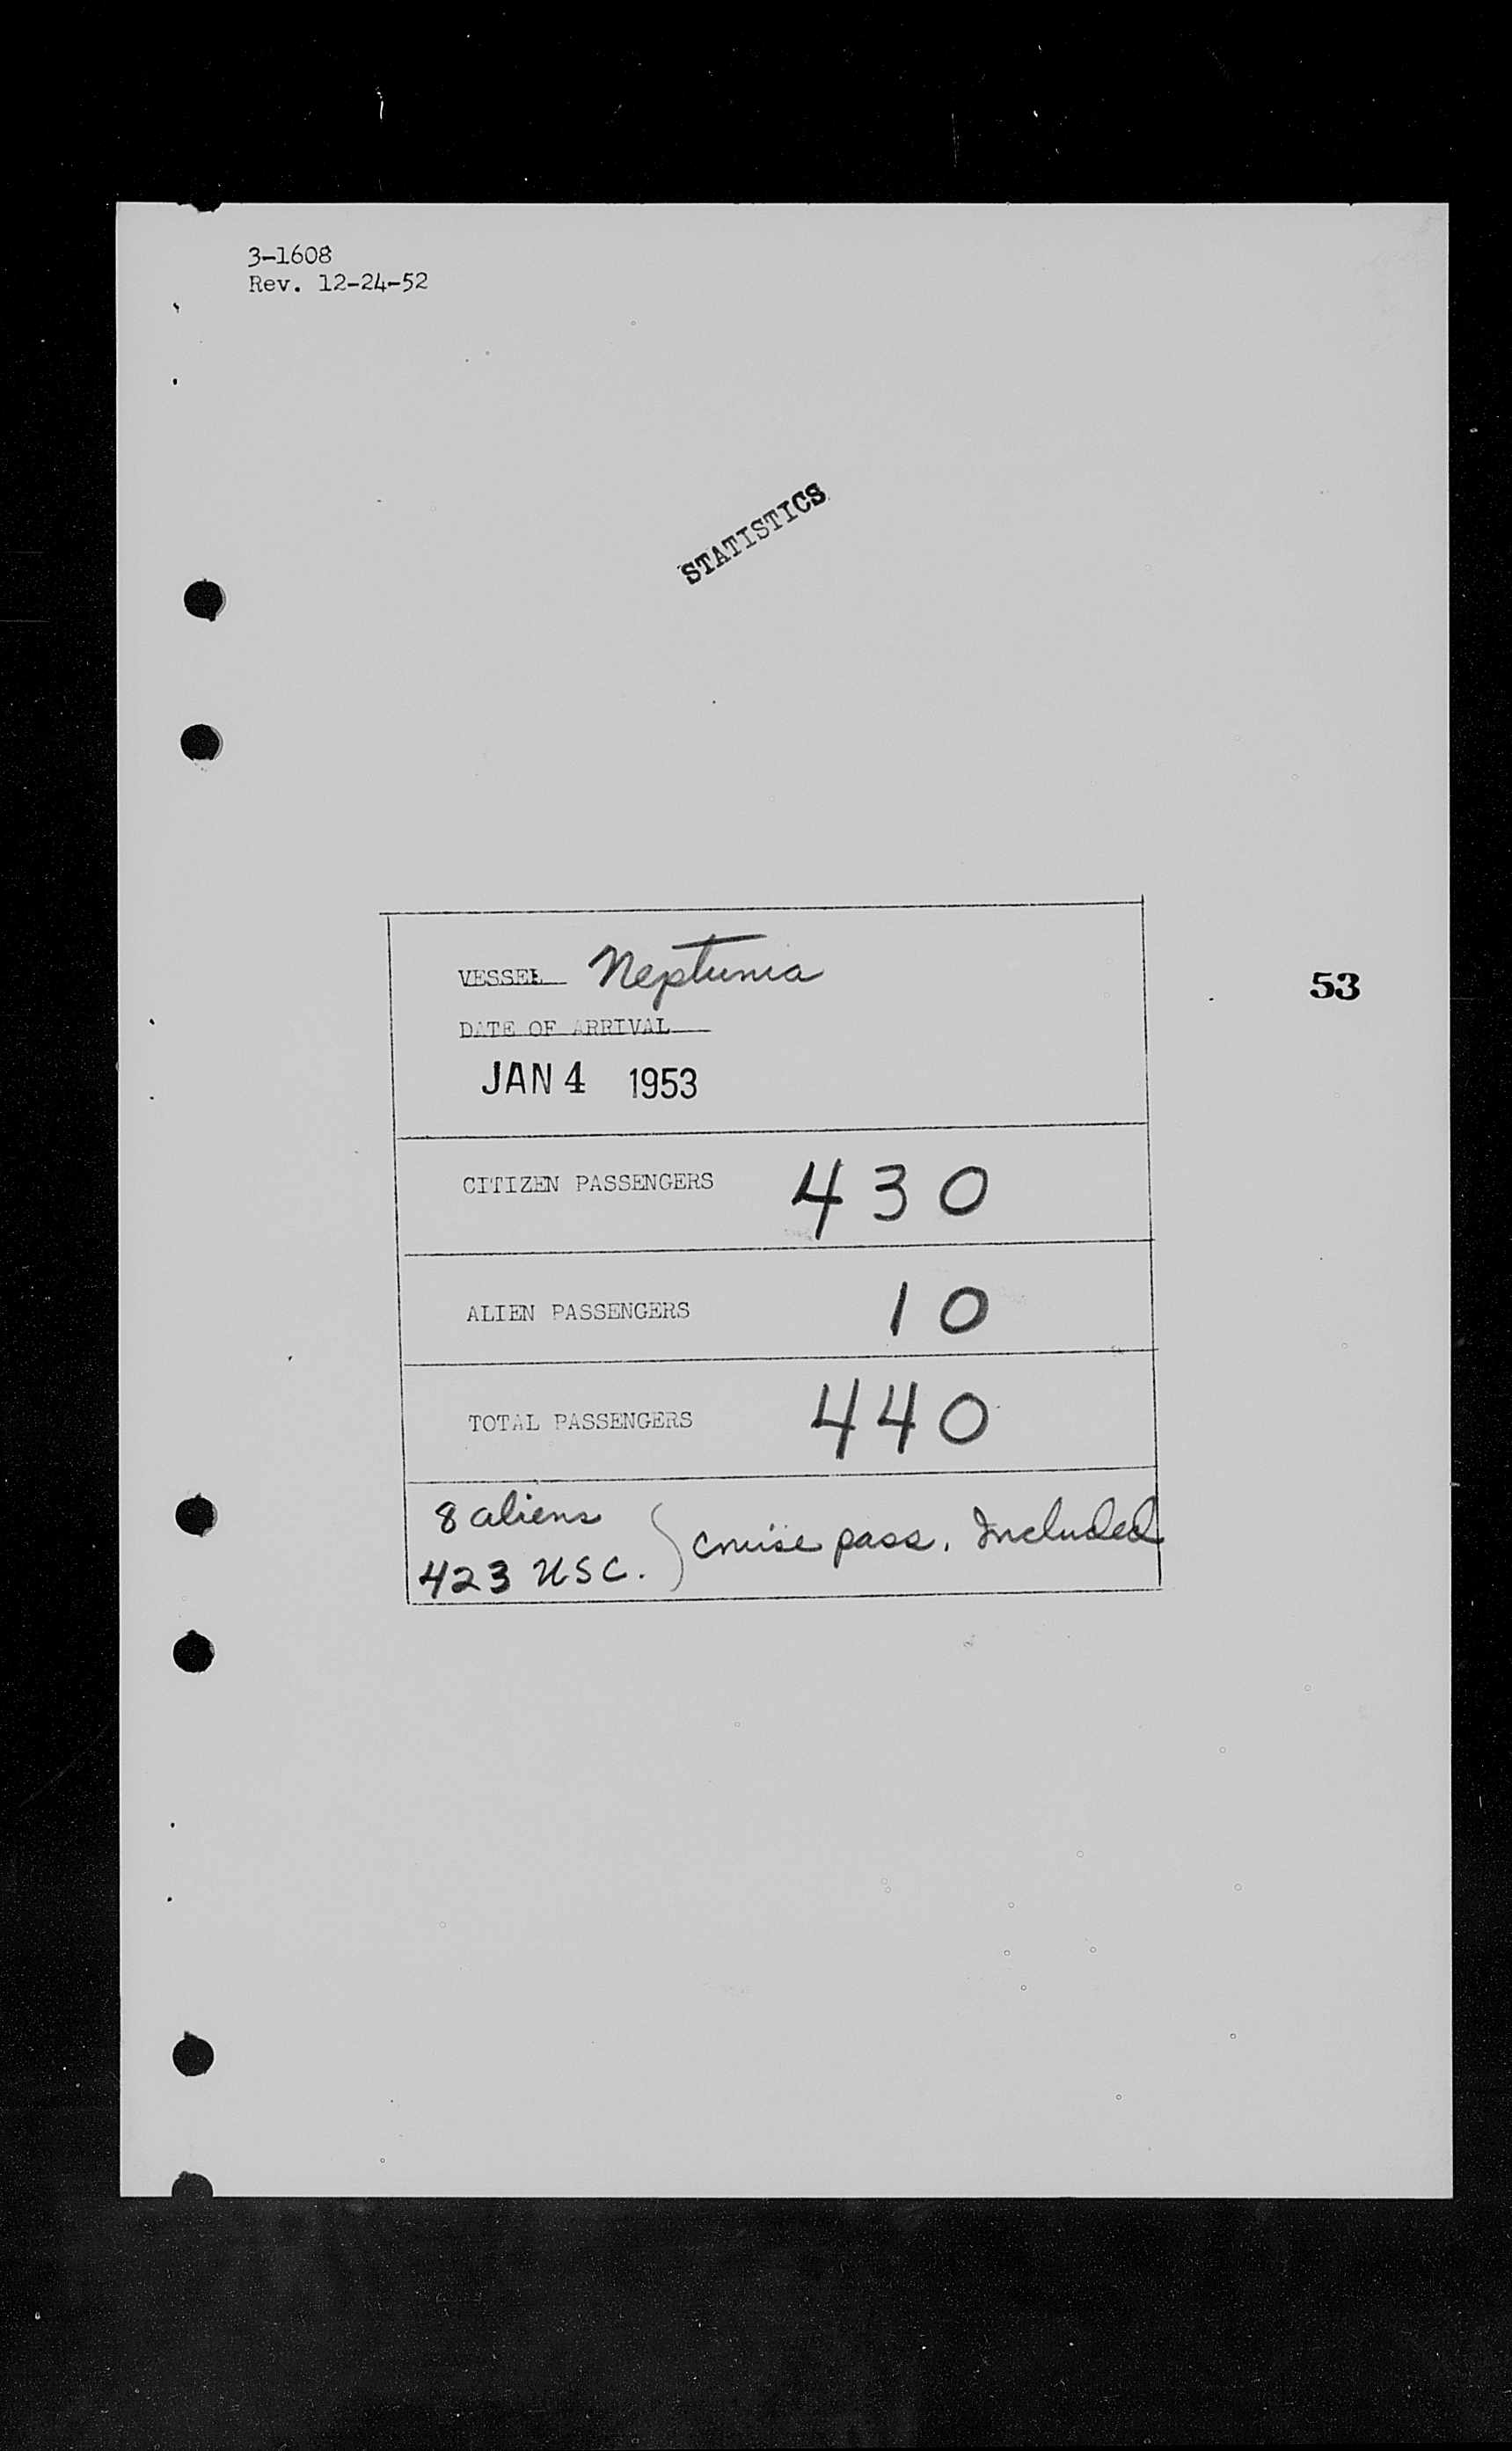 3-1608
Rev. 12-24-52
STATISTICS
VESSEL Neptunia
53
DATE OF ARRIVAL
JAN 4 1953
CITIZEN PASSENGERS 430
ALIEN PASSENGERS 10
TOTAL PASSENGERS 440
8 aliens
423 USC. } cruise pass. Included